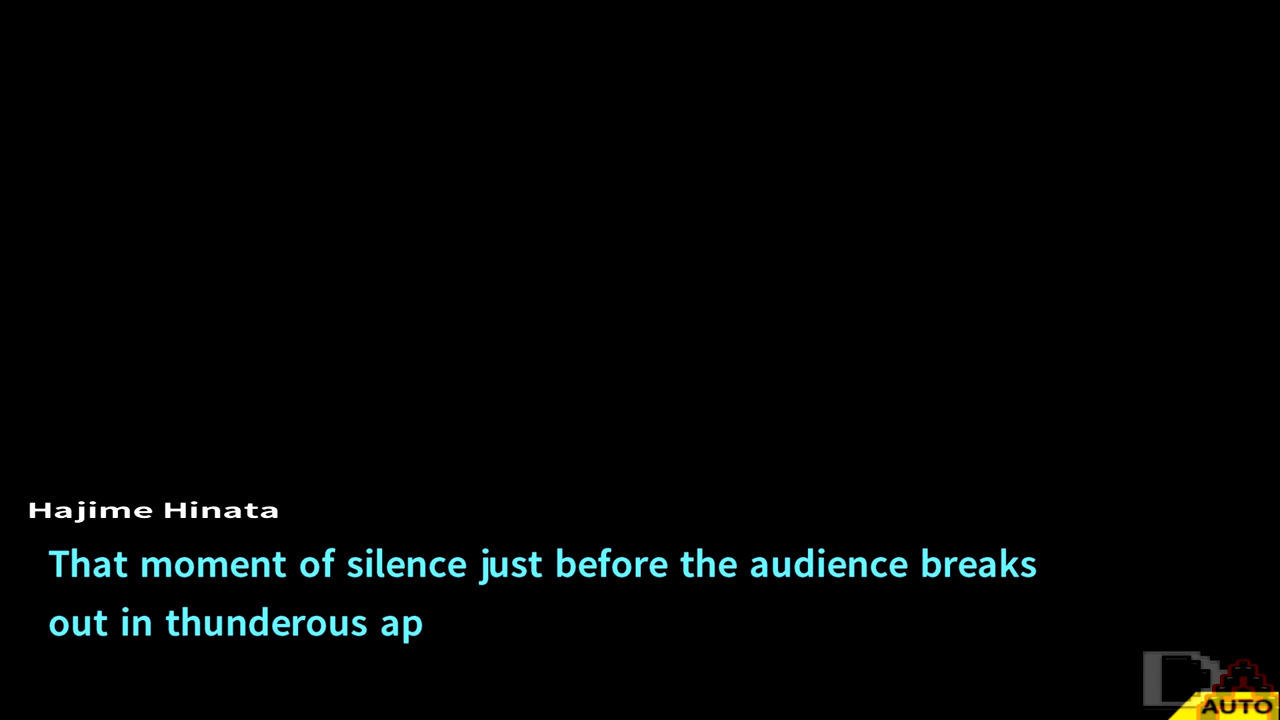 Hajime Hinata
That moment of silence just before the audience breaks
out in thunderous ap
AUTO